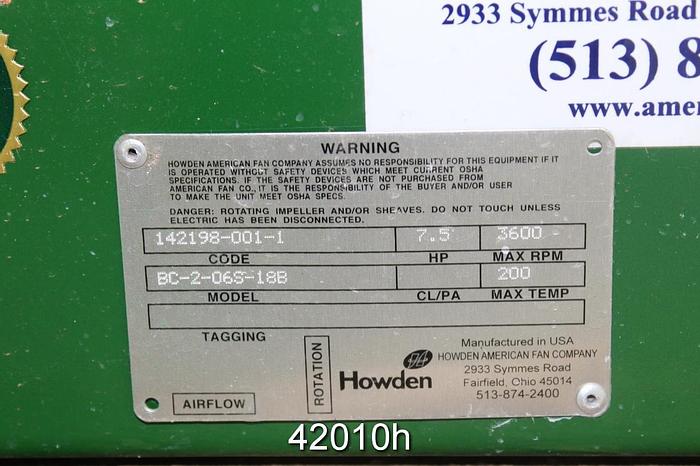 2933 Symmes Road
(513) 8
www.amer
WARNING
HOWDEN AMERICAN FAN COMPANY ASSUMES NO RESPONSIBILITY FOR THIS EQUIPMENT IF IT
IS OPERATED WITHOUT SAFETY DEVICES WHICH MEET CURRENT OSHA
SPECIFICATIONS. IF THE SAFETY DEVICES ARE NOT PURCHASED FROM
AMERICAN FAN CO., IT IS THE RESPONSIBILITY OF THE BUYER AND/OR USER
TO MAKE THE UNIT MEET OSHA SPECS.
DANGER: ROTATING IMPELLER AND/OR SHEAVES. DO NOT TOUCH UNLESS
ELECTRIC HAS BEEN DISCONNECTED.
142198-001-1 7.5 3600
CODE HP MAX RPM
BC-2-06S-18B 200
MODEL CL/PA MAX TEMP
TAGGING
ROTATION
AIRFLOW
Howden
Manufactured in USA
HOWDEN AMERICAN FAN COMPANY
2933 Symmes Road
Fairfield, Ohio 45014
513-874-2400
42010h